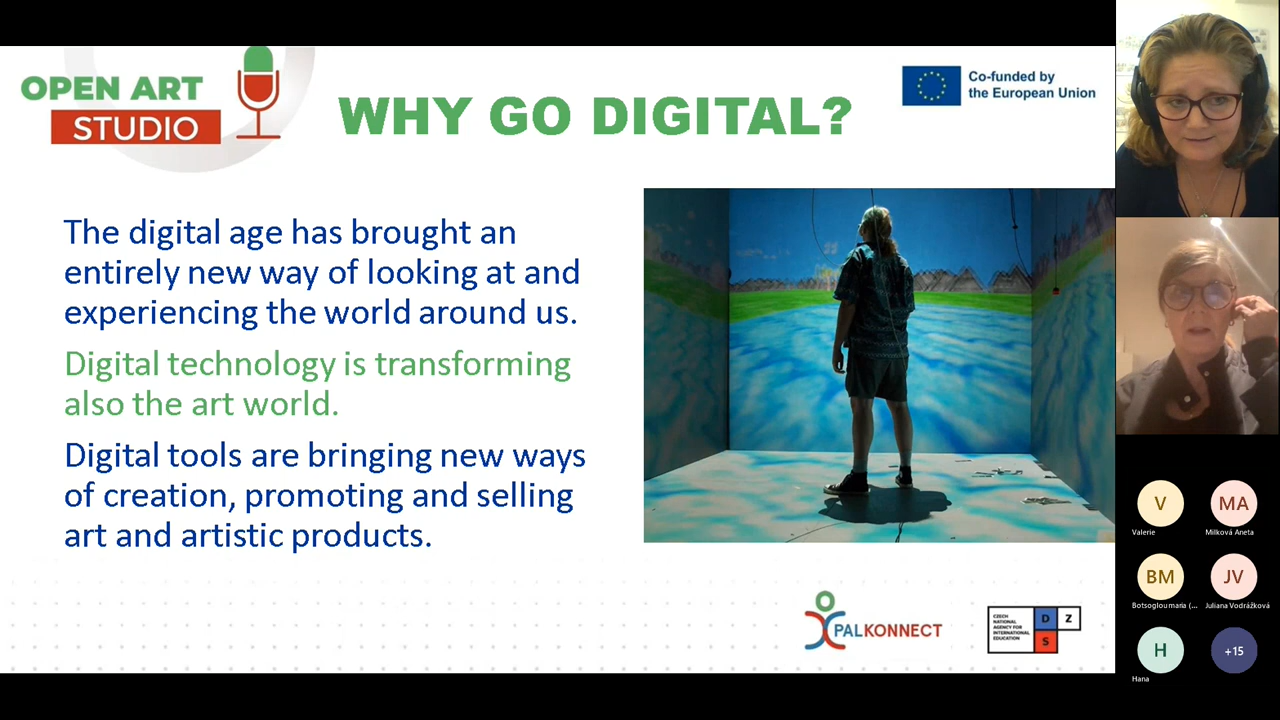 OPEN ART
STUDIO
WHY GO DIGITAL?
Co-funded by
the European Union
The digital age has brought an
entirely new way of looking at and
experiencing the world around us.
Digital technology is transforming
also the art world.
Digital tools are bringing new ways
of creation, promoting and selling
art and artistic products.
PALKONNECT
CZECH
NATIONAL
AGENCY FOR
INTERNATIONAL
EDUCATION
D Z
S
V
Valerie
MA
Milková Aneta
BM
Botsoglou maria (...
JV
Juliana Vodrážková
H
Hana
+15